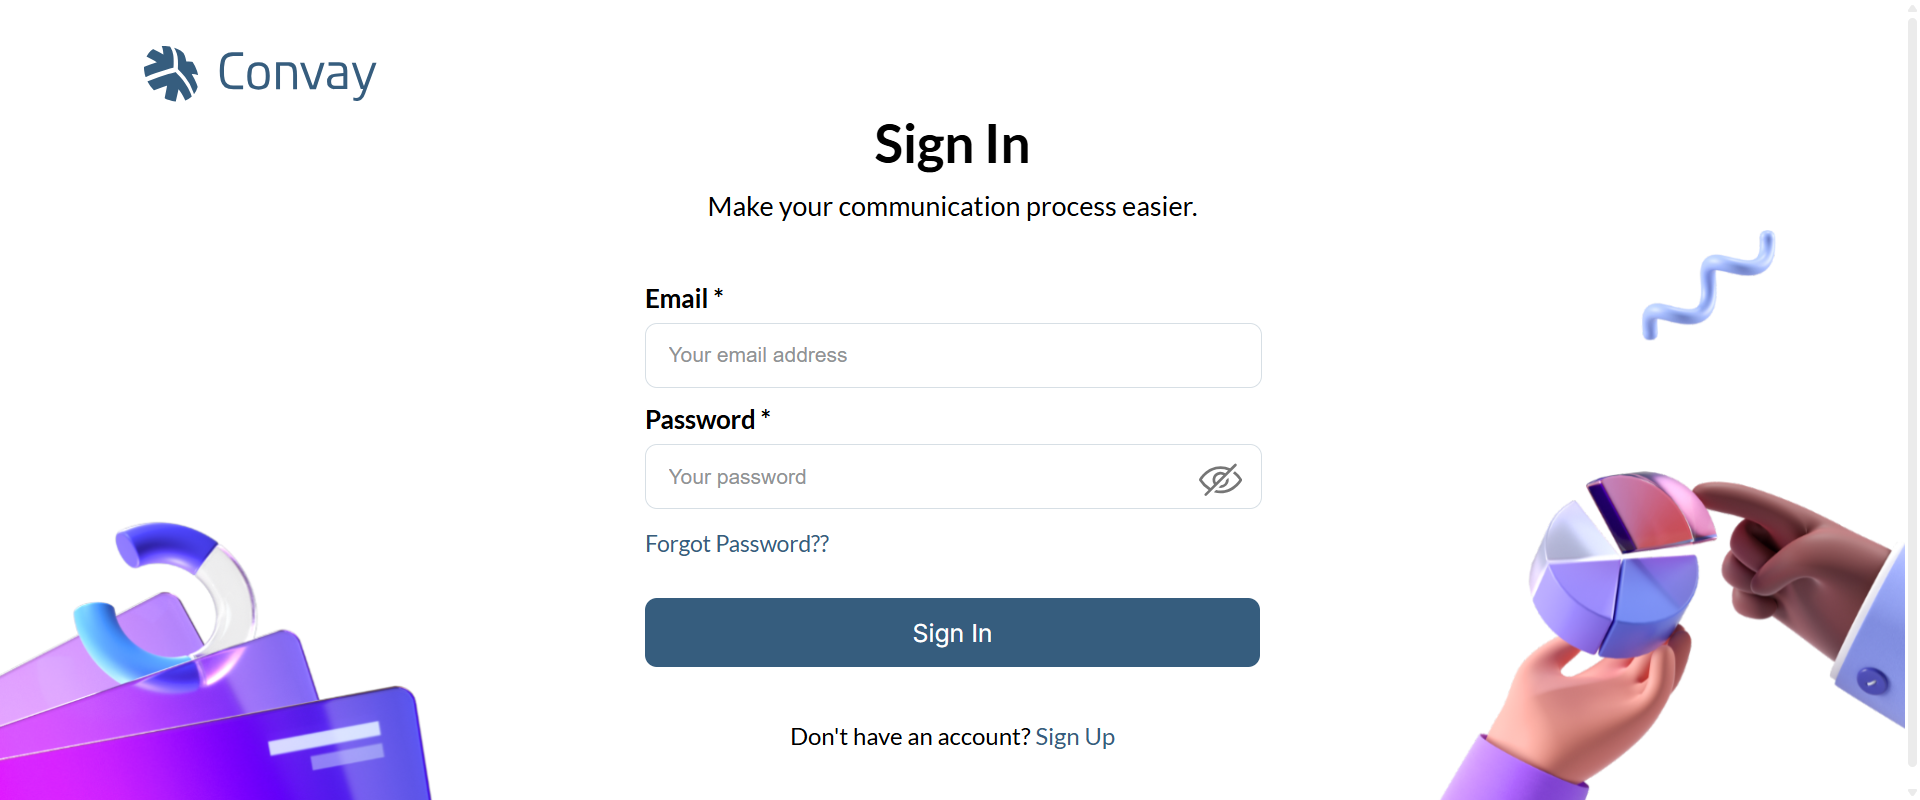 Convay
Sign In
Make your communication process easier.
Email *
Your email address
Password *
Your password
Forgot Password??
Sign In
Don't have an account? Sign Up